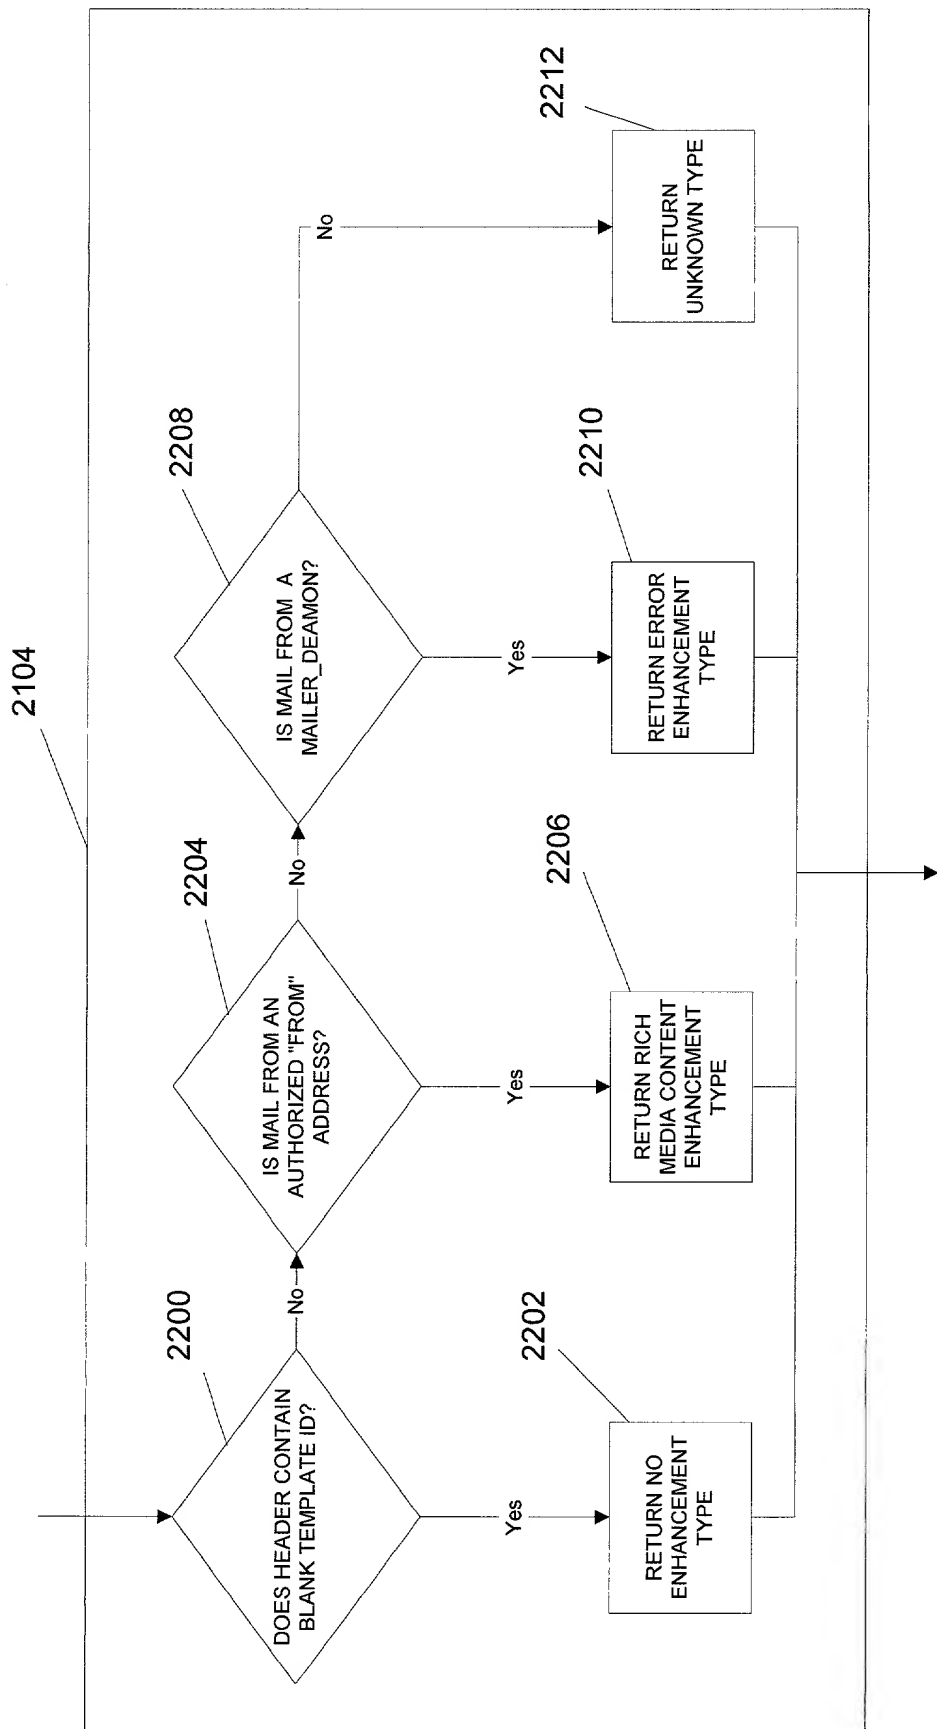 2104
2200
DOES HEADER CONTAIN
BLANK TEMPLATE ID?
No
Yes
2202
RETURN NO
ENHANCEMENT
TYPE
2204
IS MAIL FROM AN
AUTHORIZED "FROM"
ADDRESS?
No
Yes
2206
RETURN RICH
MEDIA CONTENT
ENHANCEMENT
TYPE
2208
IS MAIL FROM A
MAILER_DEAMON?
No
Yes
2210
RETURN ERROR
ENHANCEMENT
TYPE
2212
RETURN
UNKNOWN TYPE